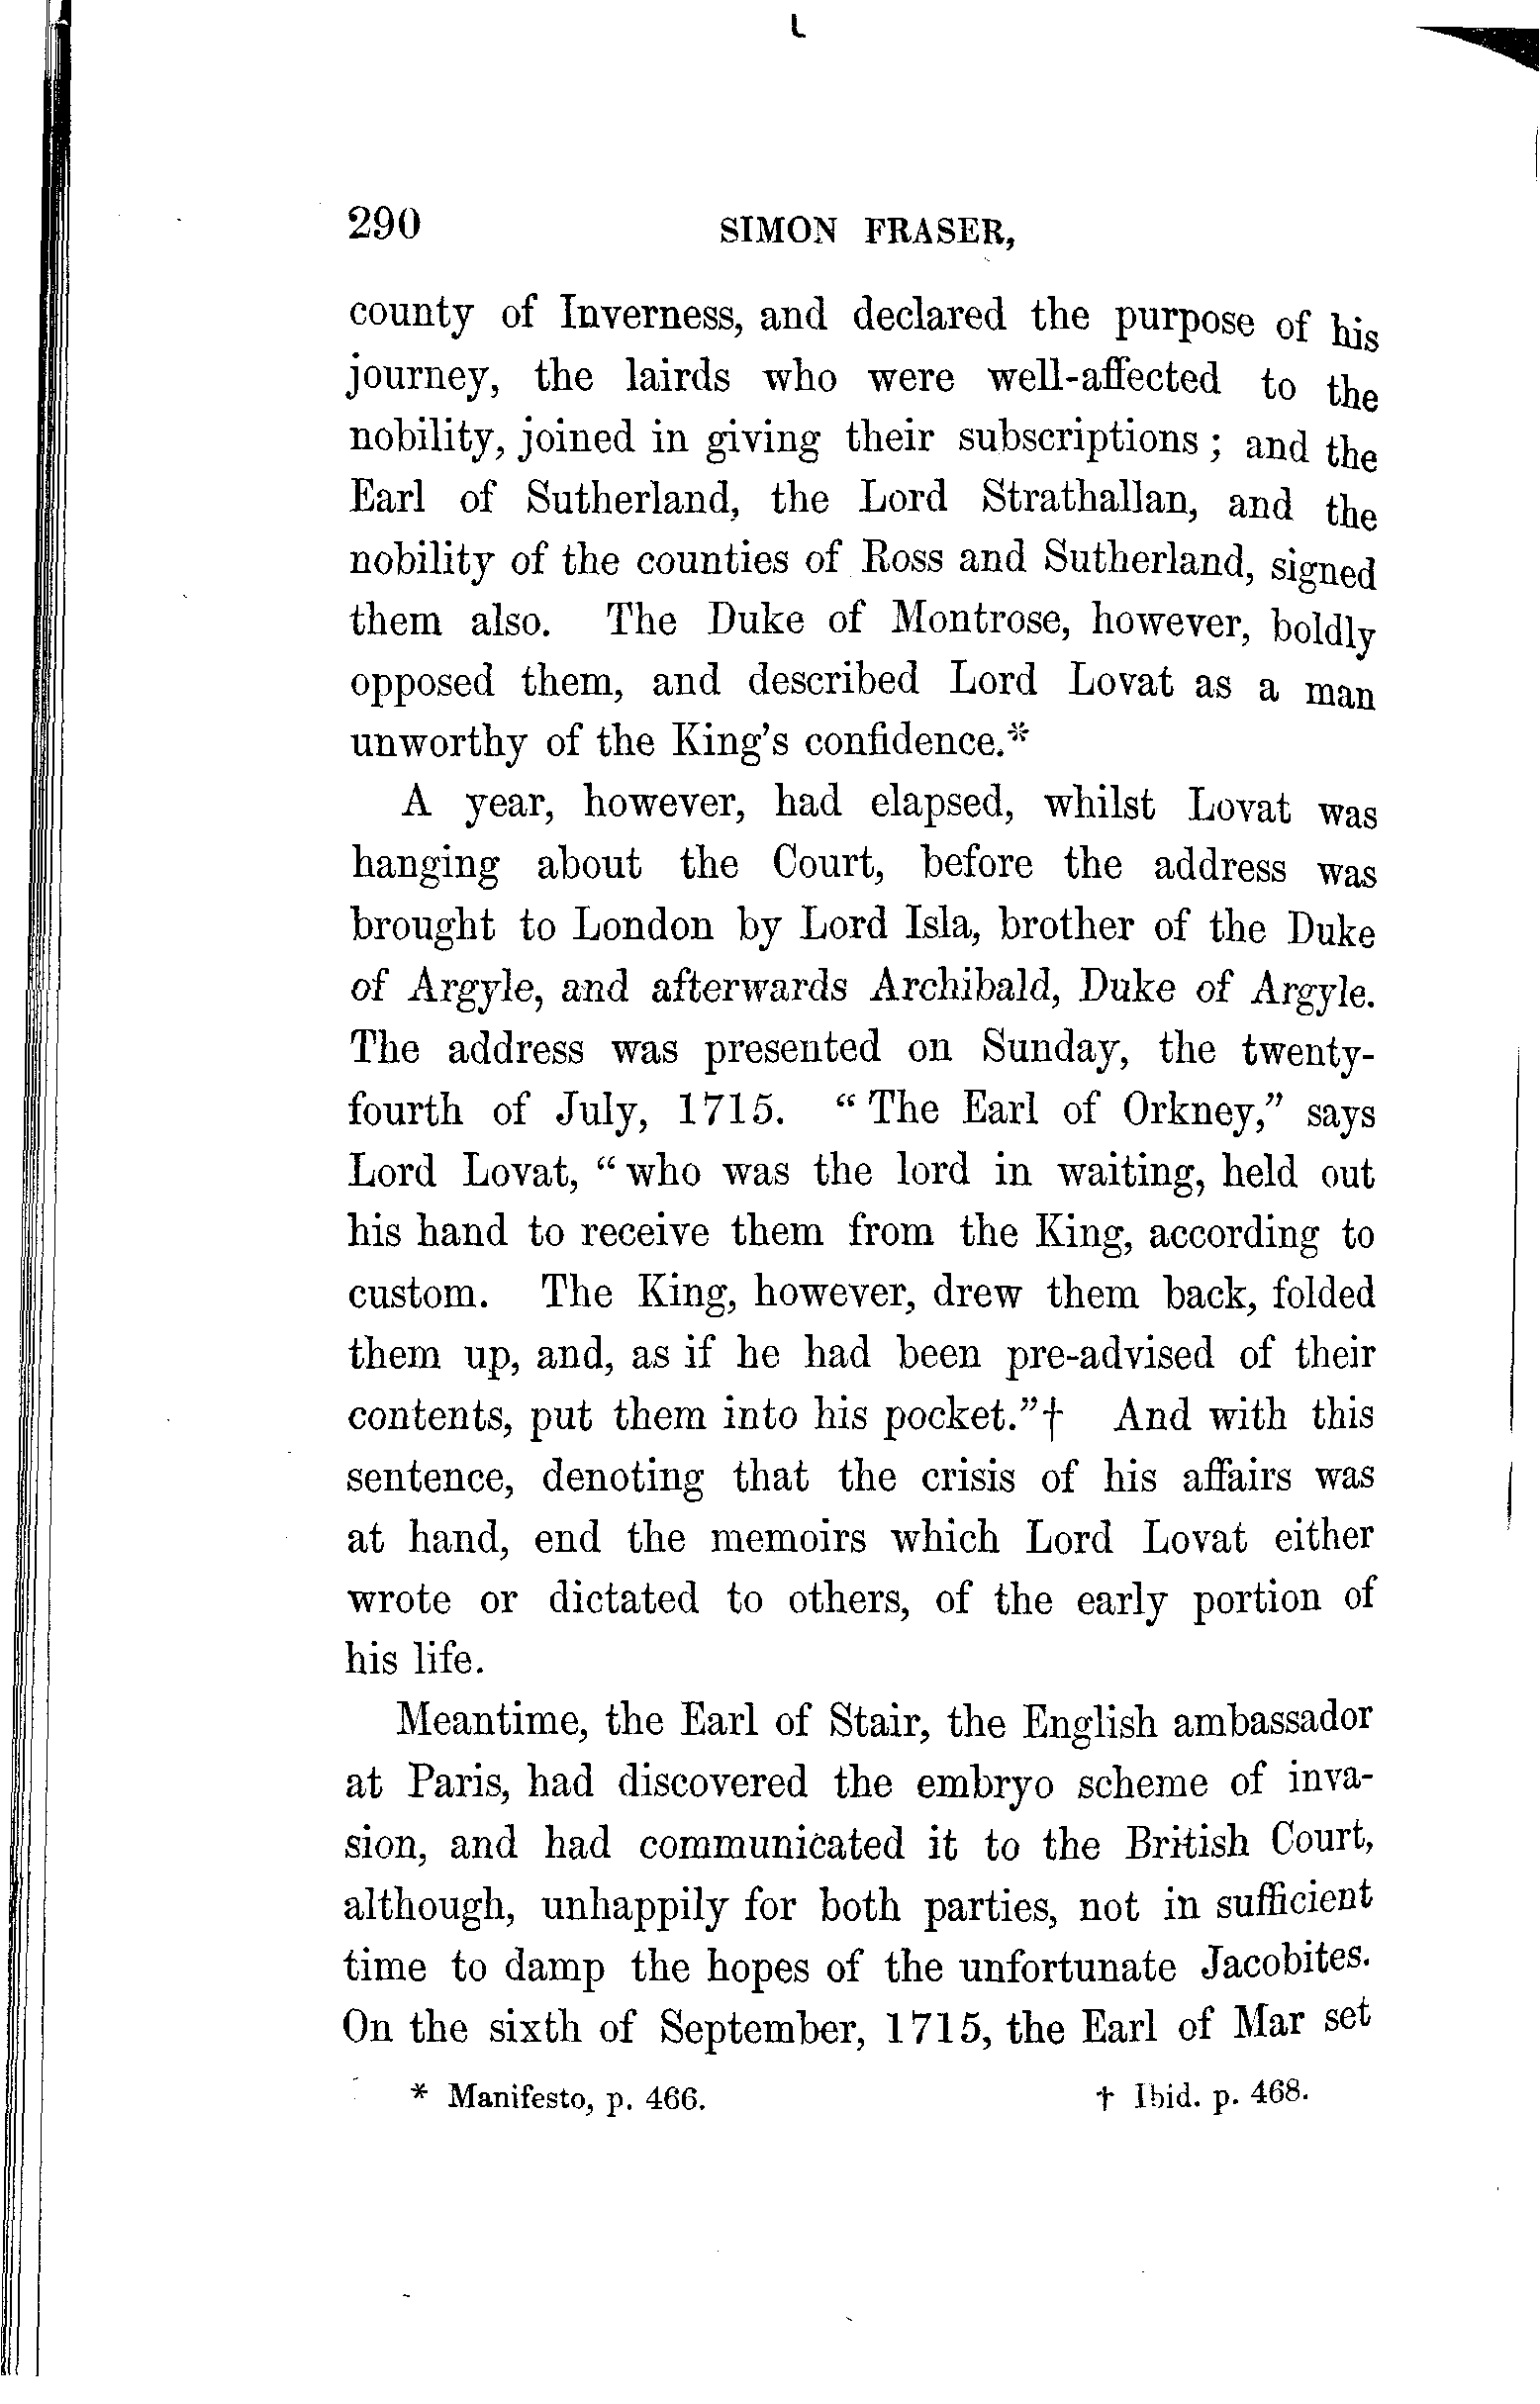 290 SIMON FRASER,
county of Inverness, and declared the purpose of his
journey, the lairds who were well-affected to the
nobility, joined in giving their subscriptions; and the
Earl of Sutherland, the Lord Strathallan, and the
nobility of the counties of Ross and Sutherland, signed
them also. The Duke of Montrose, however, boldly
opposed them, and described Lord Lovat as a man
unworthy of the King's confidence.*
A year, however, had elapsed, whilst Lovat was
hanging about the Court, before the address was
brought to London by Lord Isla, brother of the Duke
of Argyle, and afterwards Archibald, Duke of Argyle.
The address was presented on Sunday, the twenty-
fourth of July, 1715. "The Earl of Orkney," says
Lord Lovat, "who was the lord in waiting, held out
his hand to receive them from the King, according to
custom. The King, however, drew them back, folded
them up, and, as if he had been pre-advised of their
contents, put them into his pocket."† And with this
sentence, denoting that the crisis of his affairs was
at hand, end the memoirs which Lord Lovat either
wrote or dictated to others, of the early portion of
his life.
Meantime, the Earl of Stair, the English ambassador
at Paris, had discovered the embryo scheme of inva-
sion, and had communicated it to the British Court,
although, unhappily for both parties, not in sufficient
time to damp the hopes of the unfortunate Jacobites.
On the sixth of September, 1715, the Earl of Mar set
* Manifesto, p. 466. † Ibid. p. 468.